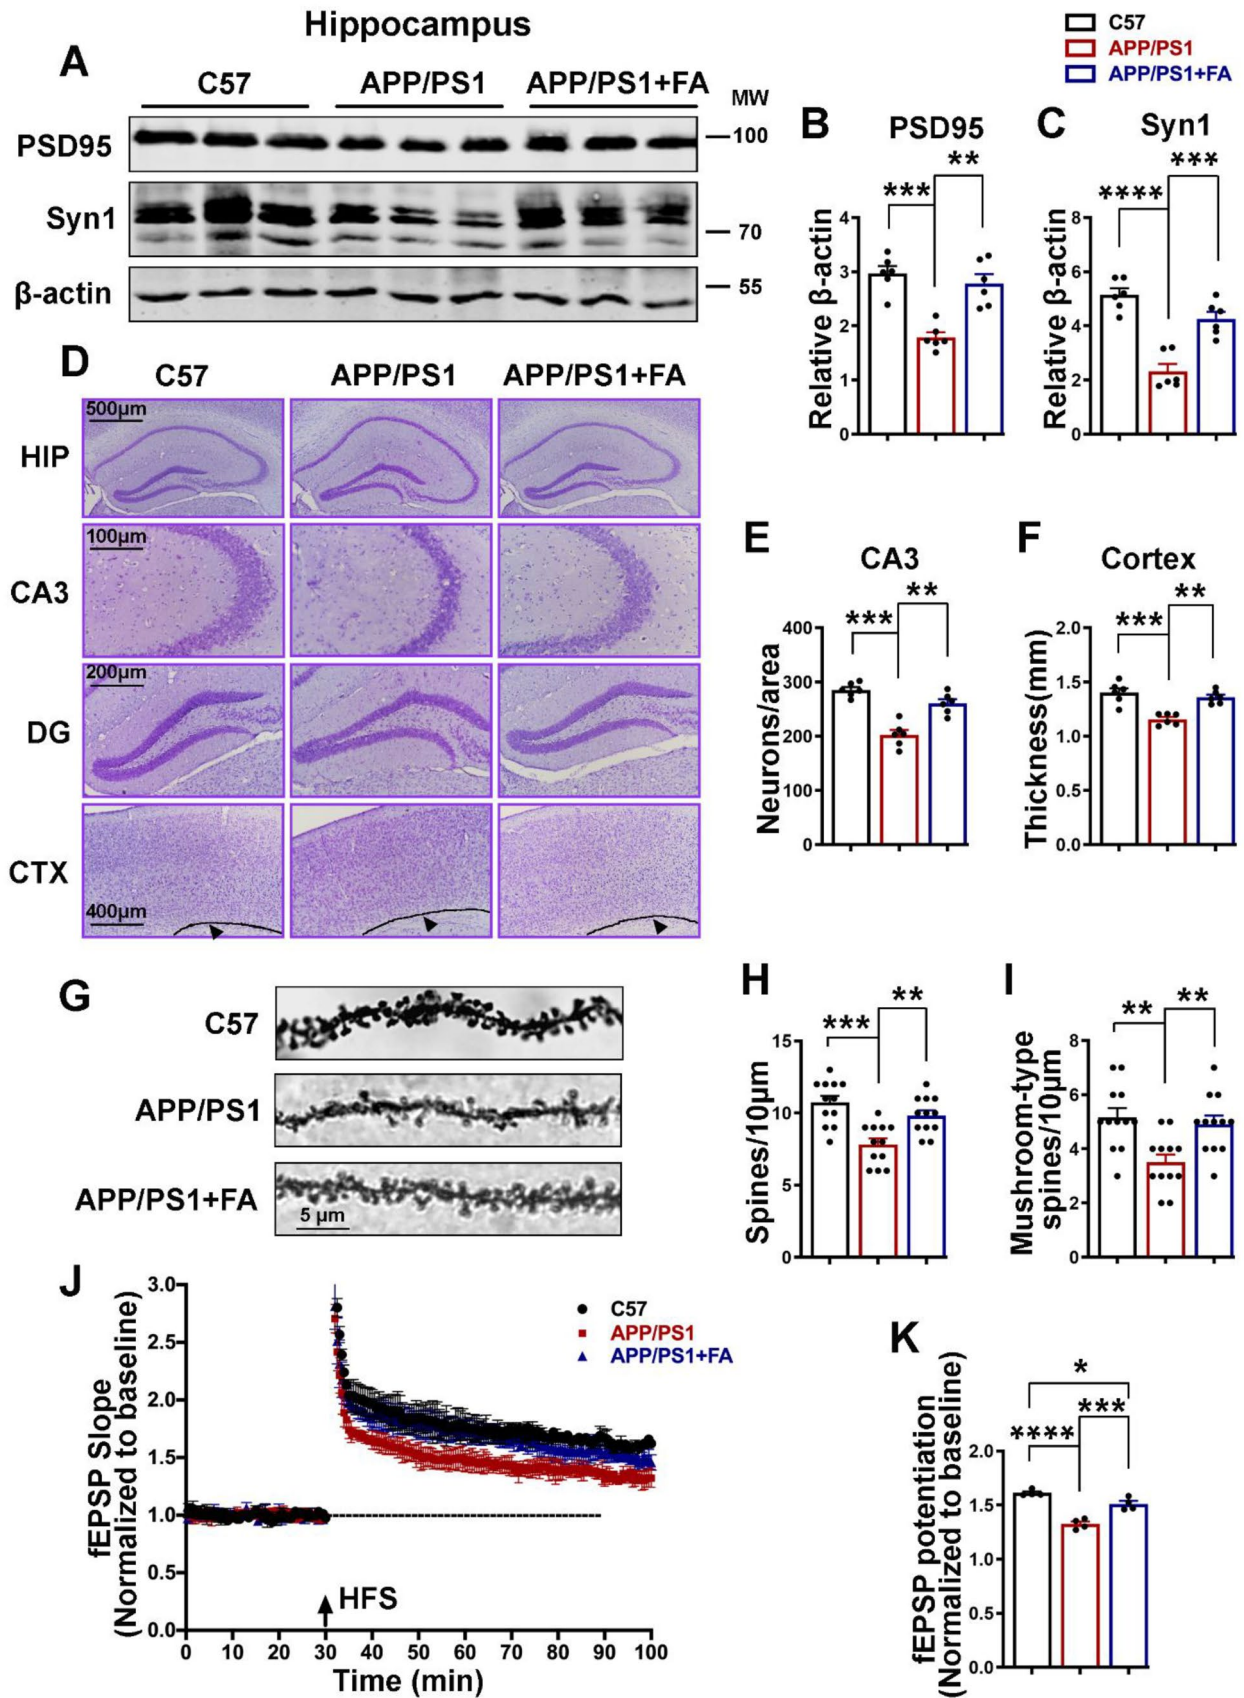 Hippocampus
C57
APP/PS1
APP/PS1+FA
A
C57 APP/PS1 APP/PS1+FA
MW
PSD95
100
Syn1
70
β-actin
55
B PSD95
** 
***
Relative β-actin
4
3
2
1
0
C Syn1
***
****
Relative β-actin
8
6
4
2
0
D
C57 APP/PS1 APP/PS1+FA
HIP
500μm
CA3
100μm
DG
200μm
CTX
400μm
E CA3
**
***
Neurons/area
400
300
200
100
0
F Cortex
**
***
Thickness(mm)
2.0
1.5
1.0
0.5
0.0
G
C57
APP/PS1
APP/PS1+FA
5 μm
H
**
***
Spines/10μm
15
10
5
0
I
** **
Mushroom-type
spines/10μm
8
6
4
2
0
J
fEPSP Slope
(Normalized to baseline)
3.0
2.5
2.0
1.5
1.0
0.5
0.0
C57
APP/PS1
APP/PS1+FA
HFS
0 10 20 30 40 50 60 70 80 90 100
Time (min)
K
*
***
****
fEPSP potentiation
(Normalized to baseline)
2.0
1.5
1.0
0.5
0.0